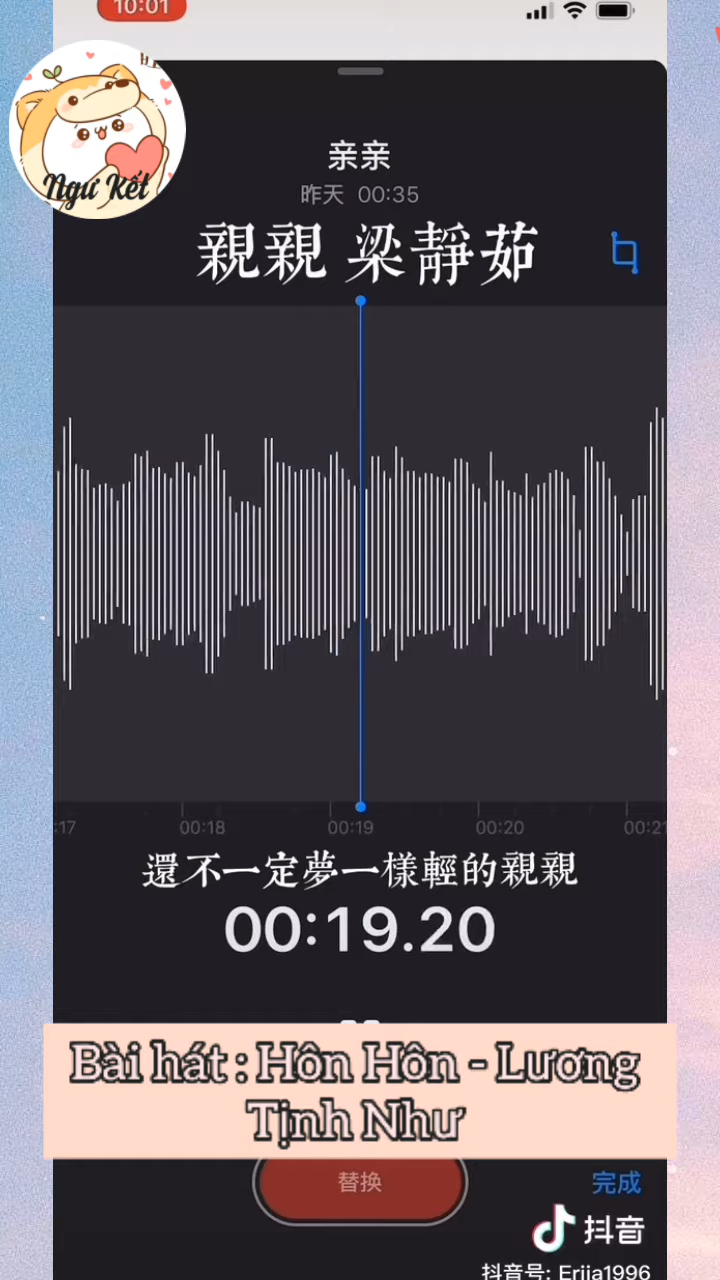 10:01
Ngư Kết
亲亲
昨天 00:35
親親 梁靜茹
:17 00:18 00:19 00:20 00:21
還不一定夢一樣輕的親親
00:19.20
Bài hát : Hôn Hôn - Lương
Tịnh Như
替换
完成
抖音
抖音号: Erjia1996